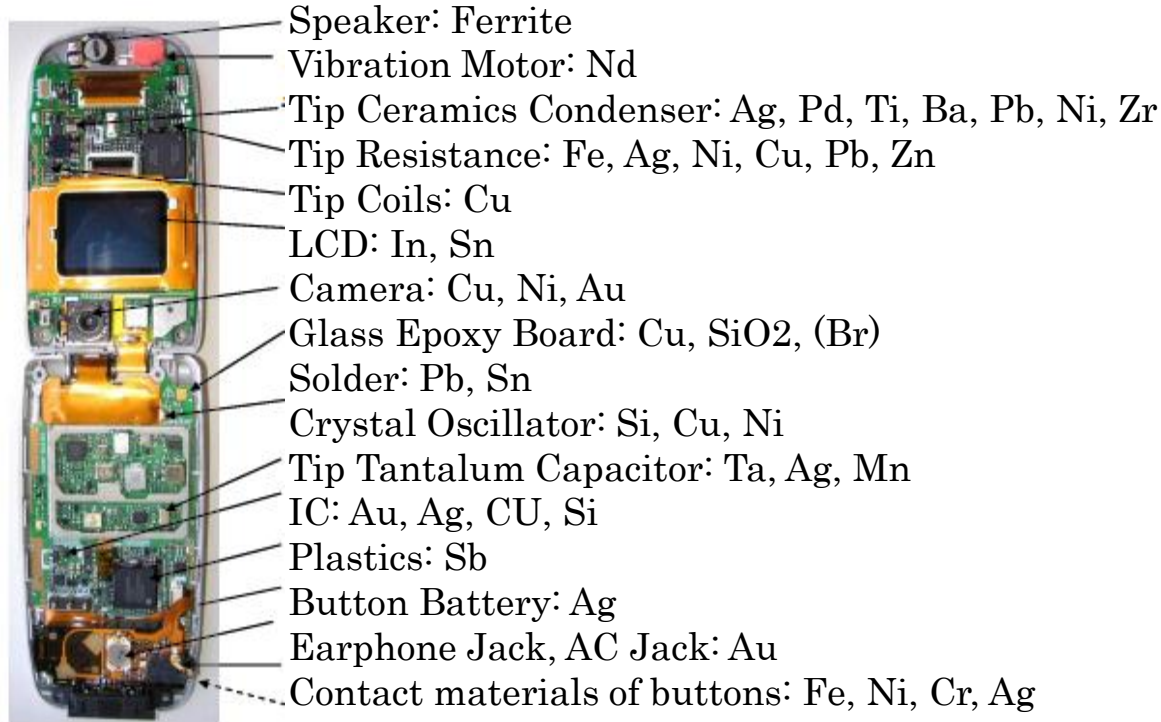 Speaker: Ferrite
Vibration Motor: Nd
Tip Ceramics Condenser: Ag, Pd, Ti, Ba, Pb, Ni, Zr
Tip Resistance: Fe, Ag, Ni, Cu, Pb, Zn
Tip Coils: Cu
LCD: In, Sn
Camera: Cu, Ni, Au
Glass Epoxy Board: Cu, SiO2, (Br)
Solder: Pb, Sn
Crystal Oscillator: Si, Cu, Ni
Tip Tantalum Capacitor: Ta, Ag, Mn
IC: Au, Ag, CU, Si
Plastics: Sb
Button Battery: Ag
Earphone Jack, AC Jack: Au
Contact materials of buttons: Fe, Ni, Cr, Ag